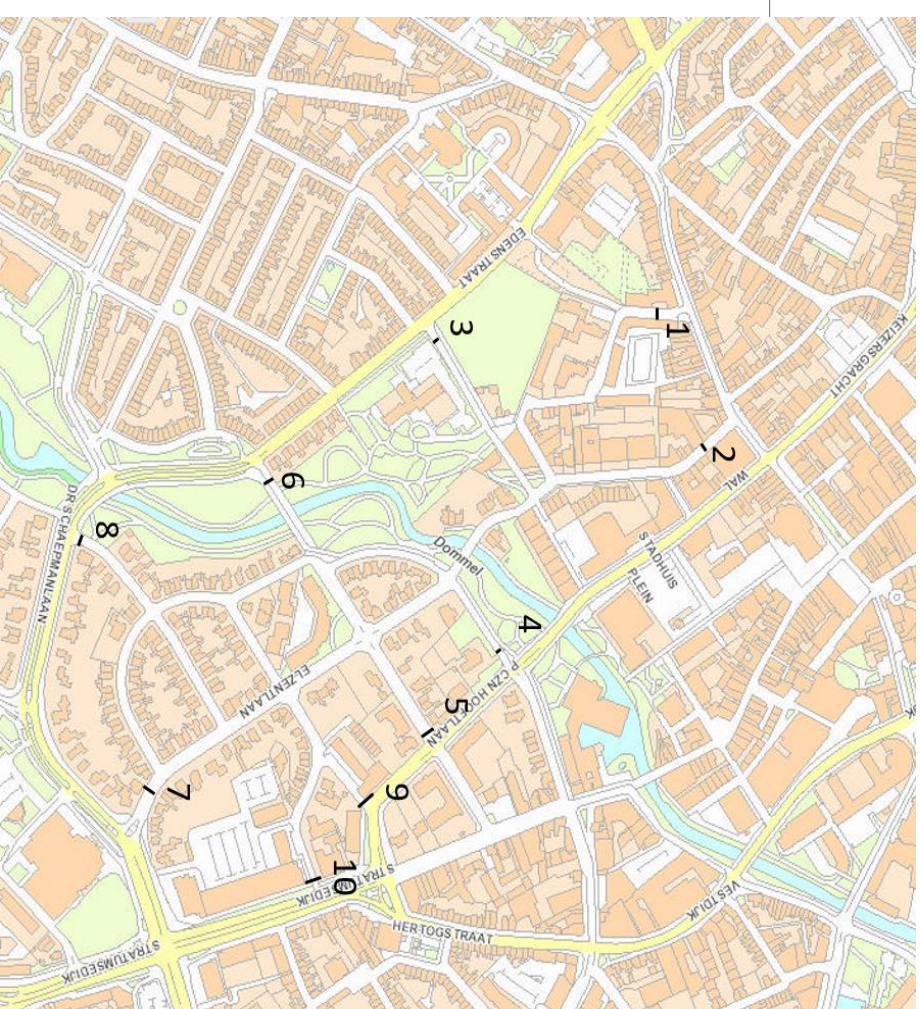 EDENSTRAAT
3
1
KEIZERSGRACHT
2
WAL
6
DR SCHAEPMANLAAN
8
Dommel
STADHUIS
PLEIN
4
P CZN HOOFTLAAN
5
ELZENTLAAN
7
9
10
STRATUMSEDIJK
HERTOGSTRAAT
VESTDIJK
STRATUMSEDIJK